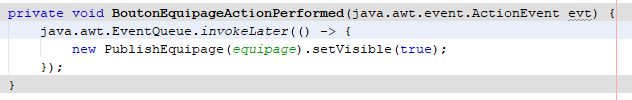 private void BoutonEquipageActionPerformed(java.awt.event.ActionEvent evt) {
    java.awt.EventQueue.invokeLater(() -> {
        new PublishEquipage(equipage).setVisible(true);
    });
}